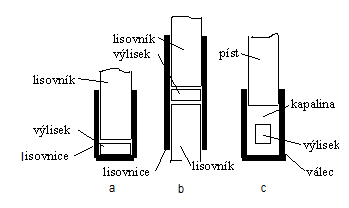 lisovník
výlisek
lisovnice
a
lisovník
výlisek
lisovnice
lisovník
b
píst
kapalina
výlisek
válec
c